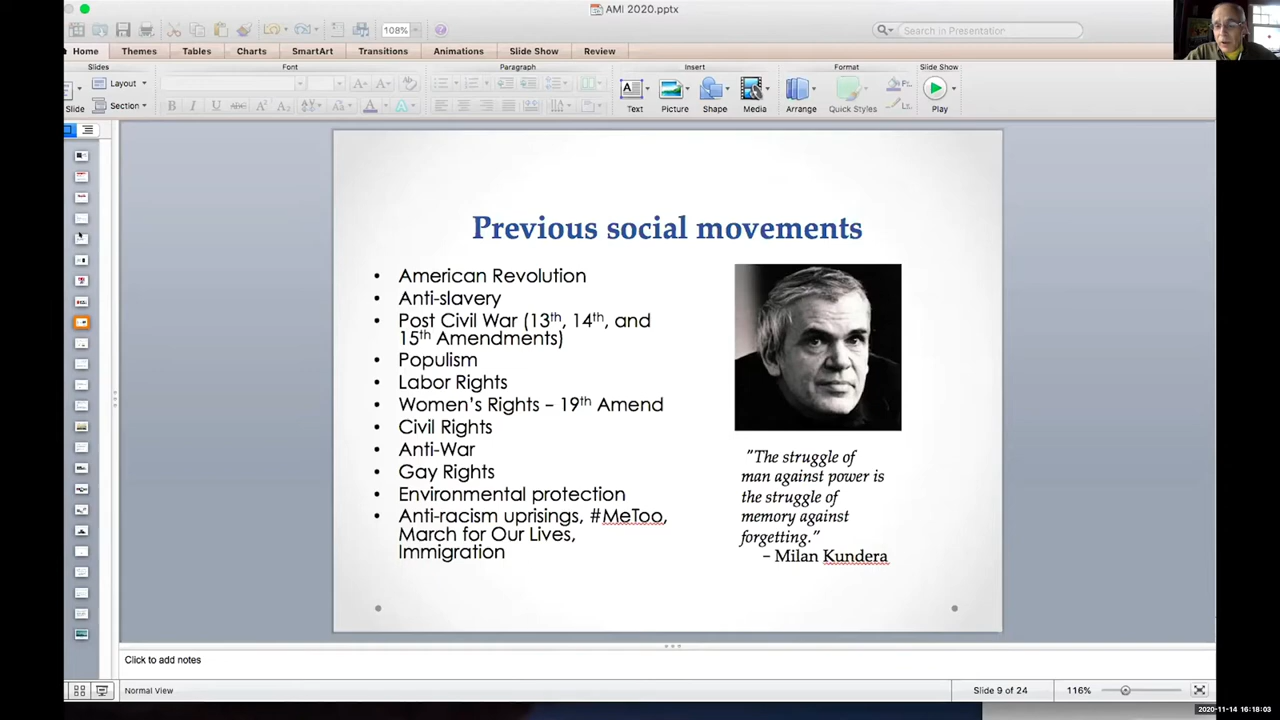 AMI 2020.pptx
108%
Search in Presentation
Home Themes Tables Charts SmartArt Transitions Animations Slide Show Review
Slides Font Paragraph Insert Format Slide Show
Layout
Section
Slide
Text Picture Shape Media Arrange Quick Styles Play
Previous social movements
• American Revolution
• Anti-slavery
• Post Civil War (13th, 14th, and
15th Amendments)
• Populism
• Labor Rights
• Women's Rights – 19th Amend
• Civil Rights
• Anti-War
• Gay Rights
• Environmental protection
• Anti-racism uprisings, #MeToo,
March for Our Lives,
Immigration
"The struggle of
man against power is
the struggle of
memory against
forgetting."
– Milan Kundera
Click to add notes
Normal View
Slide 9 of 24
116%
2020-11-14 16:18:03